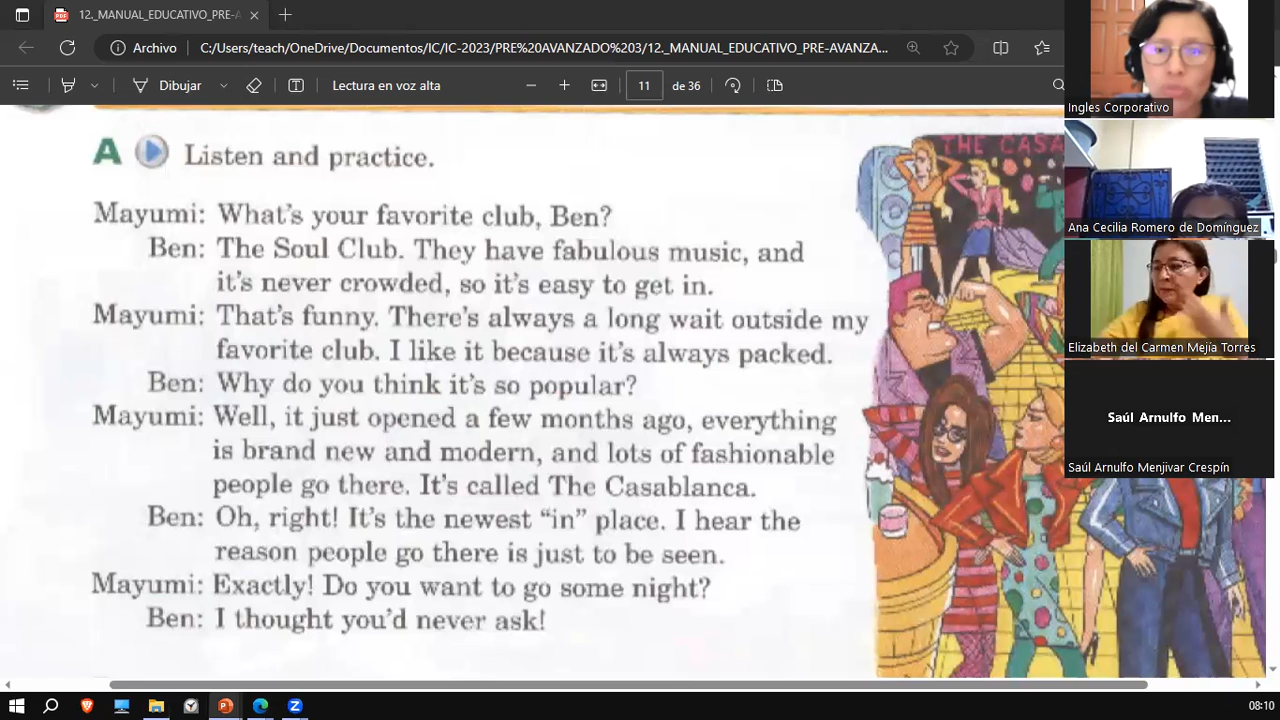 12._MANUAL_EDUCATIVO_PRE-A
Archivo
C:/Users/teach/OneDrive/Documentos/IC/IC-2023/PRE%20AVANZADO%203/12._MANUAL_EDUCATIVO_PRE-AVANZA...
Dibujar
Lectura en voz alta
11
de 36
A Listen and practice.
Mayumi: What's your favorite club, Ben?
Ben: The Soul Club. They have fabulous music, and
it's never crowded, so it's easy to get in.
Mayumi: That's funny. There's always a long wait outside my
favorite club. I like it because it's always packed.
Ben: Why do you think it's so popular?
Mayumi: Well, it just opened a few months ago, everything
is brand new and modern, and lots of fashionable
people go there. It's called The Casablanca.
Ben: Oh, right! It's the newest "in" place. I hear the
reason people go there is just to be seen.
Mayumi: Exactly! Do you want to go some night?
Ben: I thought you'd never ask!
THE CASA
Ingles Corporativo
Ana Cecilia Romero de Domínguez
Elizabeth del Carmen Mejía Torres
Saúl Arnulfo Men...
Saúl Arnulfo Menjivar Crespín
08:10